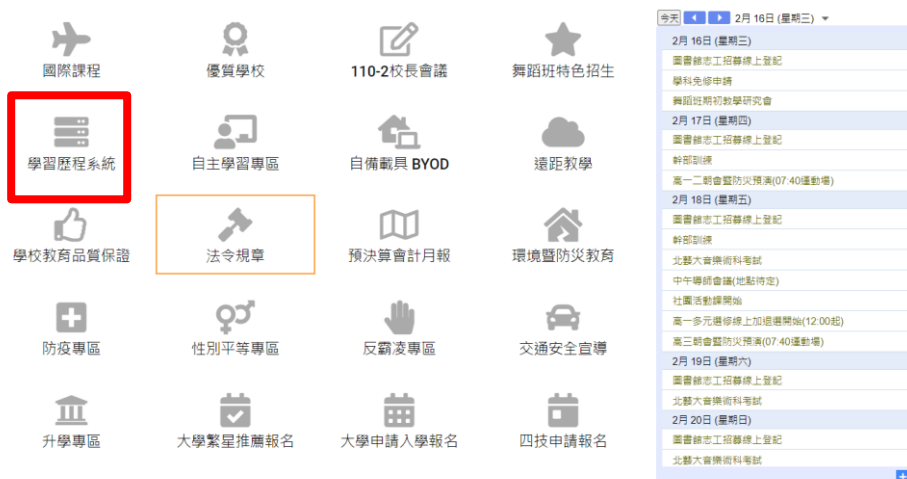 國際課程
優質學校
110-2校長會議
舞蹈班特色招生
學習歷程系統
自主學習專區
自備載具 BYOD
遠距教學
學校教育品質保證
法令規章
預決算會計月報
環境暨防災教育
防疫專區
性別平等專區
反霸凌專區
交通安全宣導
升學專區
大學繁星推薦報名
大學申請入學報名
四技申請報名
今天 2月 16日 (星期三)
2月 16日 (星期三)
圖書館志工招募線上登記
學科免修申請
舞蹈班期初教學研究會
2月 17日 (星期四)
圖書館志工招募線上登記
幹部訓練
高一二朝會暨防災預演(07:40運動場)
2月 18日 (星期五)
圖書館志工招募線上登記
幹部訓練
北藝大音樂術科考試
中午導師會議(地點待定)
社團活動課開始
高一多元選修線上加退選開始(12:00起)
高三朝會暨防災預演(07:40運動場)
2月 19日 (星期六)
圖書館志工招募線上登記
北藝大音樂術科考試
2月 20日 (星期日)
圖書館志工招募線上登記
北藝大音樂術科考試